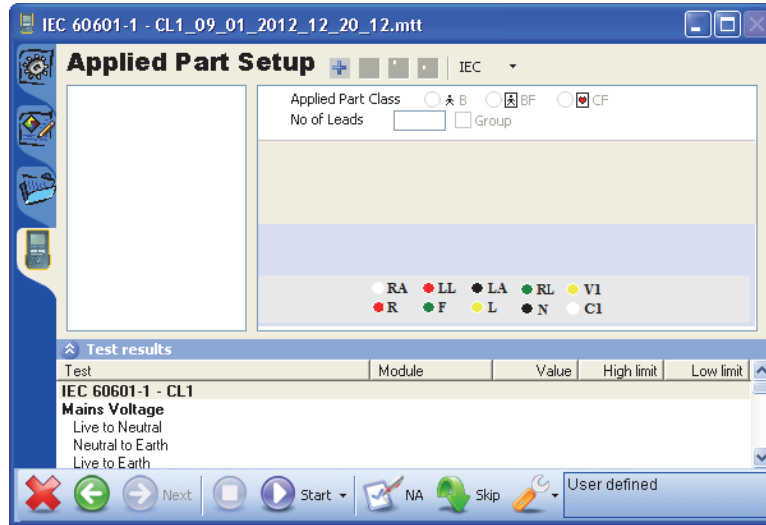 IEC 60601-1 - CL1_09_01_2012_12_20_12.mtt
Applied Part Setup IEC
Applied Part Class B BF CF
No of Leads Group
RA LL LA RL V1
R F L N C1
Test results
Test Module Value High limit Low limit
IEC 60601-1 - CL1
Mains Voltage
Live to Neutral
Neutral to Earth
Live to Earth
Next Start NA Skip User defined